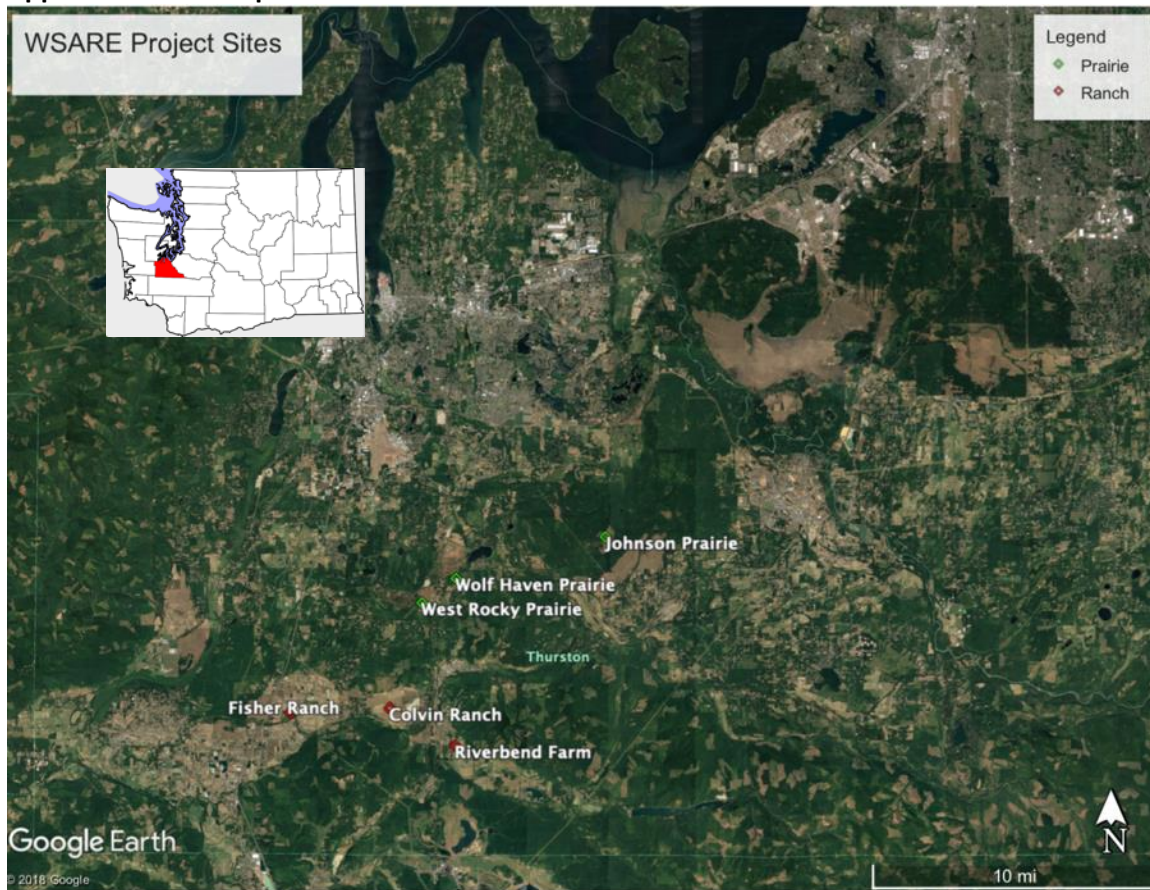 WSARE Project Sites
Legend
Prairie
Ranch
Johnson Prairie
Wolf Haven Prairie
West Rocky Prairie
Thurston
Fisher Ranch
Colvin Ranch
Riverbend Farm
Google Earth
N
10 mi
© 2018 Google